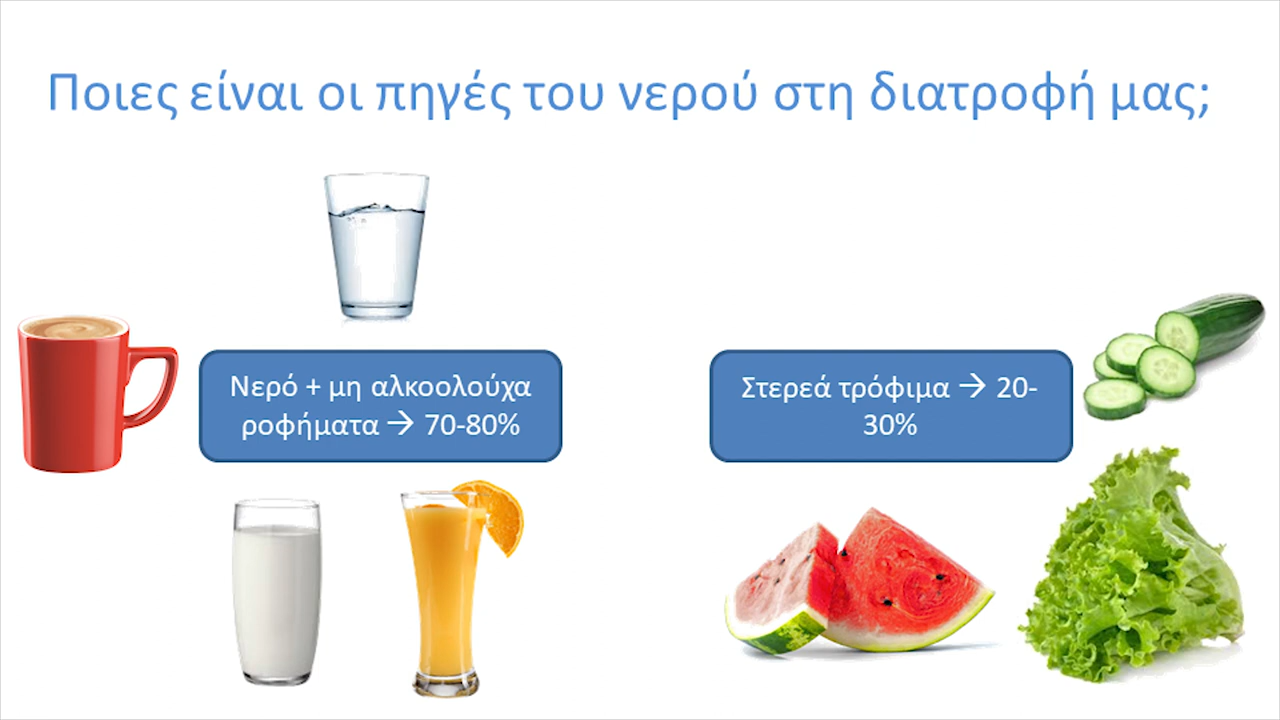 Ποιες είναι οι πηγές του νερού στη διατροφή μας;
Νερό + μη αλκοολούχα
ροφήματα → 70-80%
Στερεά τρόφιμα → 20-
30%